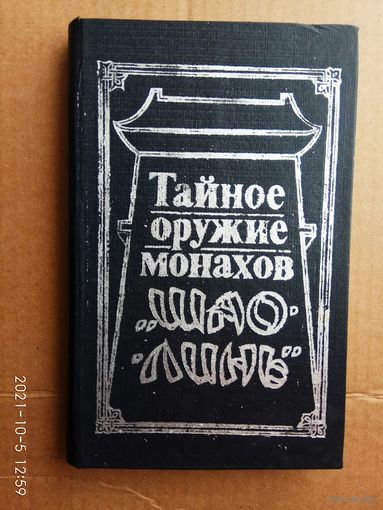 Тайное
оружие
монахов
„ШАО-
ЛИНЬ"
2021-10-5 12:59